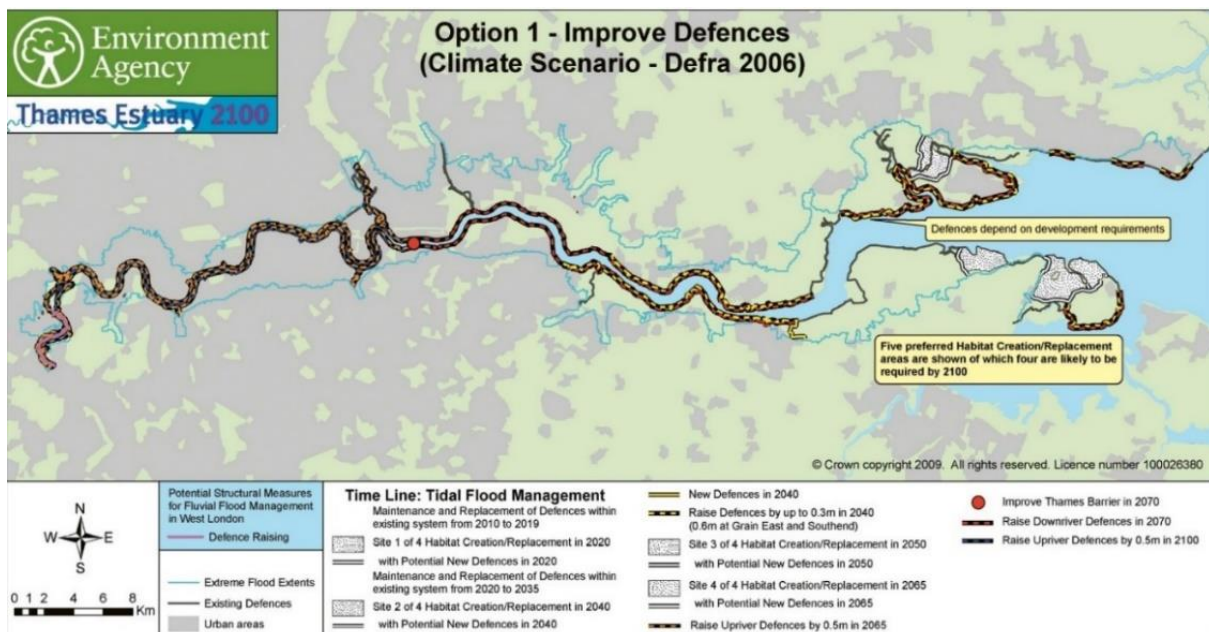 Environment
Agency
Thames Estuary 2100
Option 1 - Improve Defences
(Climate Scenario - Defra 2006)
Defences depend on development requirements
Five preferred Habitat Creation/Replacement
areas are shown of which four are likely to be
required by 2100
© Crown copyright 2009. All rights reserved. Licence number 100026380
N
W E
S
0 1 2 4 6 8
Km
Potential Structural Measures
for Fluvial Flood Management
in West London
Defence Raising
Extreme Flood Extents
Existing Defences
Urban areas
Time Line: Tidal Flood Management
Maintenance and Replacement of Defences within
existing system from 2010 to 2019
Site 1 of 4 Habitat Creation/Replacement in 2020
with Potential New Defences in 2020
Maintenance and Replacement of Defences within
existing system from 2020 to 2035
Site 2 of 4 Habitat Creation/Replacement in 2040
with Potential New Defences in 2040
New Defences in 2040
Raise Defences by up to 0.3m in 2040
(0.6m at Grain East and Southend)
Site 3 of 4 Habitat Creation/Replacement in 2050
with Potential New Defences in 2050
Site 4 of 4 Habitat Creation/Replacement in 2065
with Potential New Defences in 2065
Raise Upriver Defences by 0.5m in 2065
Improve Thames Barrier in 2070
Raise Downriver Defences in 2070
Raise Upriver Defences by 0.5m in 2100